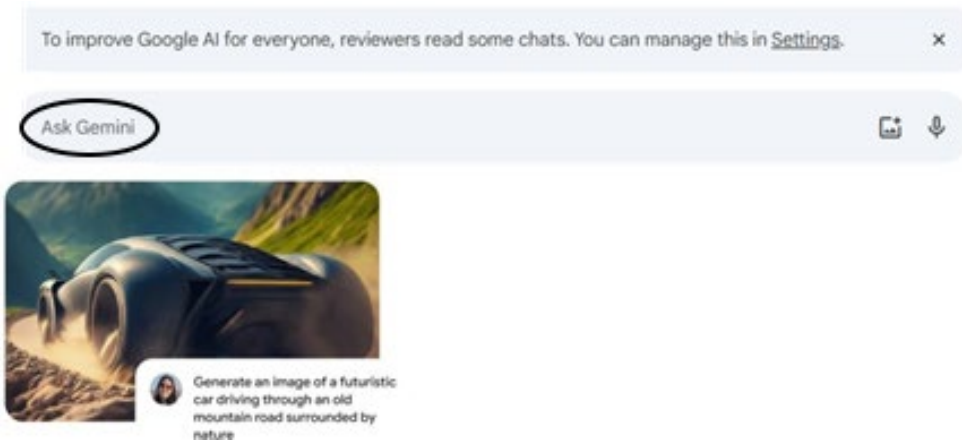 To improve Google AI for everyone, reviewers read some chats. You can manage this in Settings.
Ask Gemini
Generate an image of a futuristic
car driving through an old
mountain road surrounded by
nature